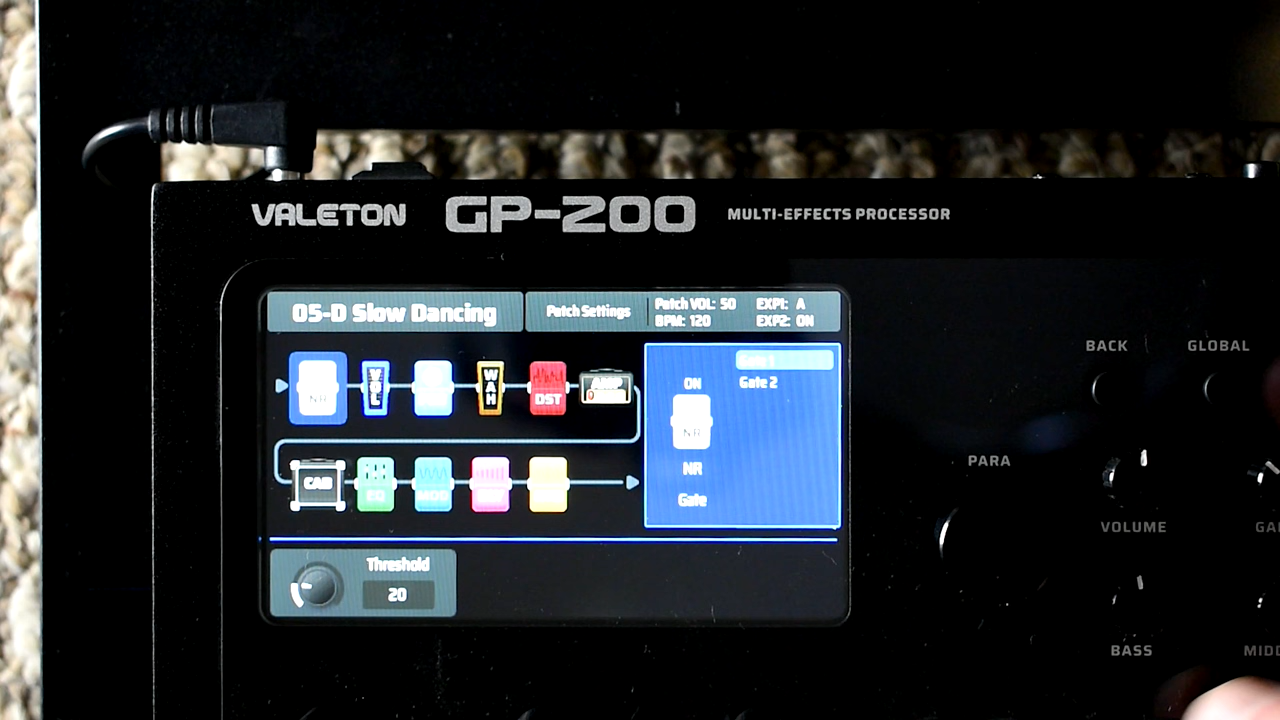 VALETON GP-200 MULTI-EFFECTS PROCESSOR
05-D Slow Dancing
Patch Settings
Patch VOL: 50 EXP1: A
BPM: 120 EXP2: ON
NR
VOL
WAH
DST
AMP
ON
NR
NR
Gate
Gate 1
Gate 2
CAB
EQ
MOD
Threshold
20
BACK
GLOBAL
PARA
VOLUME
GA
BASS
MIDD